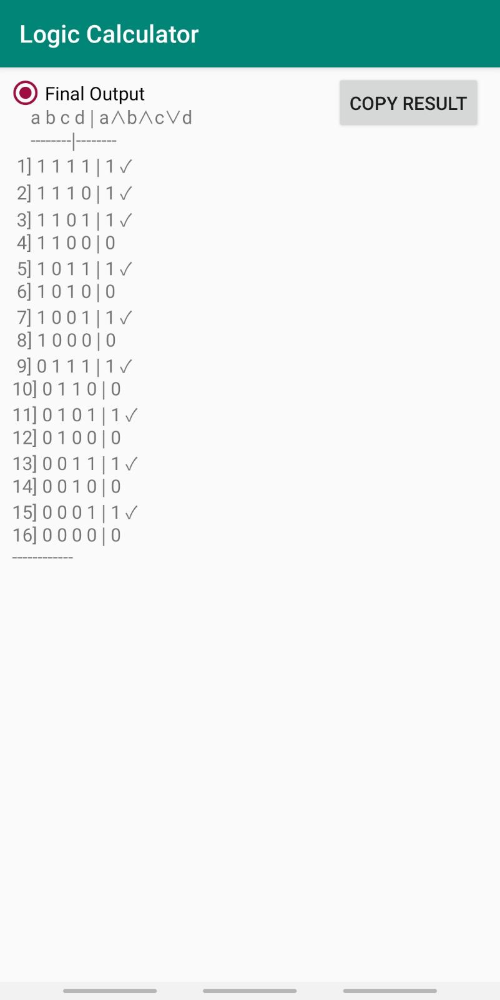 Logic Calculator
Final Output
COPY RESULT
a b c d | a∧b∧c∨d
--------|--------
1] 1 1 1 1 | 1 ✓
2] 1 1 1 0 | 1 ✓
3] 1 1 0 1 | 1 ✓
4] 1 1 0 0 | 0
5] 1 0 1 1 | 1 ✓
6] 1 0 1 0 | 0
7] 1 0 0 1 | 1 ✓
8] 1 0 0 0 | 0
9] 0 1 1 1 | 1 ✓
10] 0 1 1 0 | 0
11] 0 1 0 1 | 1 ✓
12] 0 1 0 0 | 0
13] 0 0 1 1 | 1 ✓
14] 0 0 1 0 | 0
15] 0 0 0 1 | 1 ✓
16] 0 0 0 0 | 0
------------